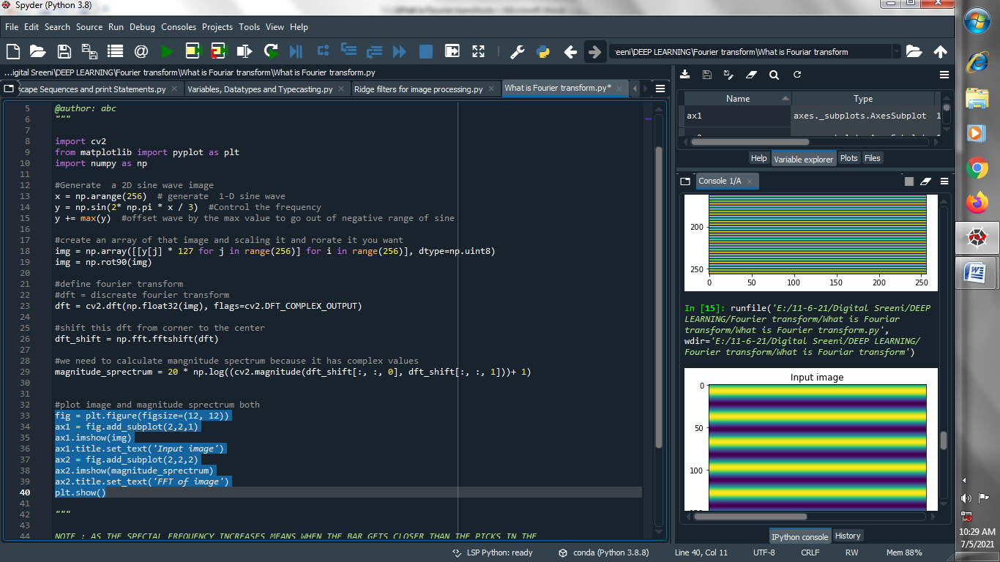 Spyder (Python 3.8)
File Edit Search Source Run Debug Consoles Projects Tools View Help
:eeni\DEEP LEARNING\Fourier transform\What is Fouriar transform
...igital Sreeni\DEEP LEARNING\Fourier transform\What is Fouriar transform\What is Fourier transform.py
cape Sequences and print Statements.py Variables, Datatypes and Typecasting.py Ridge filters for image processing.py What is Fourier transform.py*
5 @author: abc
6 """
7
8 import cv2
9 from matplotlib import pyplot as plt
10 import numpy as np
11
12 #Generate  a 2D sine wave image
13 x = np.arange(256)  # generate  1-D sine wave
14 y = np.sin(2* np.pi * x / 3)  #Control the frequency
15 y += max(y)  #offset wave by the max value to go out of negative range of sine
16
17 #create an array of that image and scaling it and rorate it you want
18 img = np.array([[y[j] * 127 for j in range(256)] for i in range(256)], dtype=np.uint8)
19 img = np.rot90(img)
20
21 #define fourier transform
22 #dft = discreate fourier transform
23 dft = cv2.dft(np.float32(img), flags=cv2.DFT_COMPLEX_OUTPUT)
24
25 #shift this dft from corner to the center
26 dft_shift = np.fft.fftshift(dft)
27
28 #we need to calculate mangnitude spectrum because it has complex values
29 magnitude_sprectrum = 20 * np.log((cv2.magnitude(dft_shift[:, :, 0], dft_shift[:, :, 1]))+ 1)
30
31
32 #plot image and magnitude sprectrum both
33 fig = plt.figure(figsize=(12, 12))
34 ax1 = fig.add_subplot(2,2,1)
35 ax1.imshow(img)
36 ax1.title.set_text('Input image')
37 ax2 = fig.add_subplot(2,2,2)
38 ax2.imshow(magnitude_sprectrum)
39 ax2.title.set_text('FFT of image')
40 plt.show()
41
42 """
43
44 NOTE : AS THE SPECIAL FREQUENCY INCREASES MEANS WHEN THE BAR GETS CLOSER THAN THE PICKS IN THE
Name Type
ax1 axes._subplots.AxesSubplot 1
Help Variable explorer Plots Files
Console 1/A
200
250
0 50 100 150 200 250
In [15]: runfile('E:/11-6-21/Digital Sreeni/DEEP
LEARNING/Fourier transform/What is Fouriar
transform/What is Fourier transform.py',
wdir='E:/11-6-21/Digital Sreeni/DEEP LEARNING/
Fourier transform/What is Fouriar transform')
Input image
0
50
100
IPython console History
LSP Python: ready conda (Python 3.8.8) Line 40, Col 11 UTF-8 CRLF RW Mem 88%
10:29 AM
7/5/2021